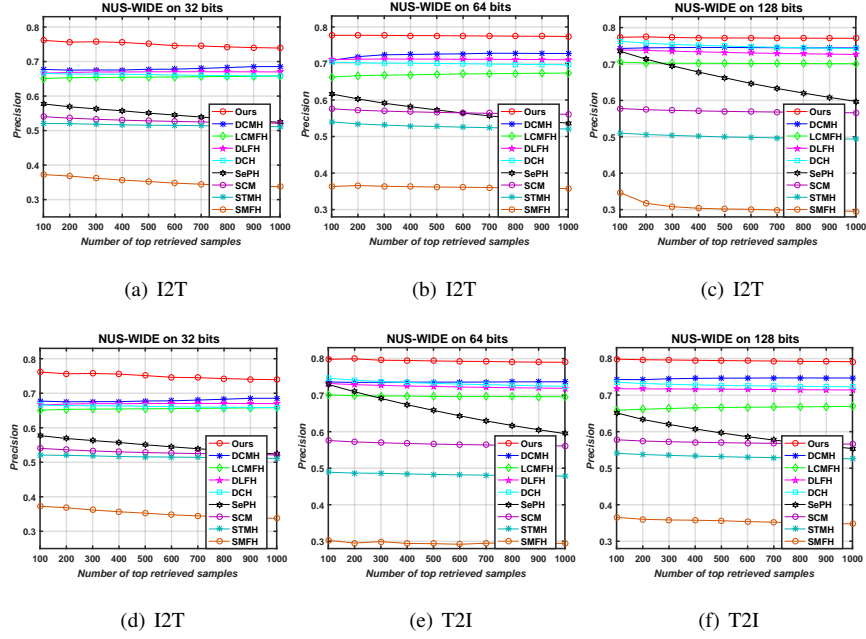 NUS-WIDE on 32 bits
0.8
0.7
0.6
0.5
0.4
0.3
Precision
100 200 300 400 500 600 700 800 900 1000
Number of top retrieved samples
Ours
DCMH
LCMFH
DLFH
DCH
SePH
SCM
STMH
SMFH
(a) I2T
NUS-WIDE on 64 bits
0.8
0.7
0.6
0.5
0.4
0.3
Precision
100 200 300 400 500 600 700 800 900 1000
Number of top retrieved samples
Ours
DCMH
LCMFH
DLFH
DCH
SePH
SCM
STMH
SMFH
(b) I2T
NUS-WIDE on 128 bits
0.8
0.7
0.6
0.5
0.4
0.3
Precision
100 200 300 400 500 600 700 800 900 1000
Number of top retrieved samples
Ours
DCMH
LCMFH
DLFH
DCH
SePH
SCM
STMH
SMFH
(c) I2T
NUS-WIDE on 32 bits
0.8
0.7
0.6
0.5
0.4
0.3
Precision
100 200 300 400 500 600 700 800 900 1000
Number of top retrieved samples
Ours
DCMH
LCMFH
DLFH
DCH
SePH
SCM
STMH
SMFH
(d) I2T
NUS-WIDE on 64 bits
0.8
0.7
0.6
0.5
0.4
0.3
Precision
100 200 300 400 500 600 700 800 900 1000
Number of top retrieved samples
Ours
DCMH
LCMFH
DLFH
DCH
SePH
SCM
STMH
SMFH
(e) T2I
NUS-WIDE on 128 bits
0.8
0.7
0.6
0.5
0.4
0.3
Precision
100 200 300 400 500 600 700 800 900 1000
Number of top retrieved samples
Ours
DCMH
LCMFH
DLFH
DCH
SePH
SCM
STMH
SMFH
(f) T2I